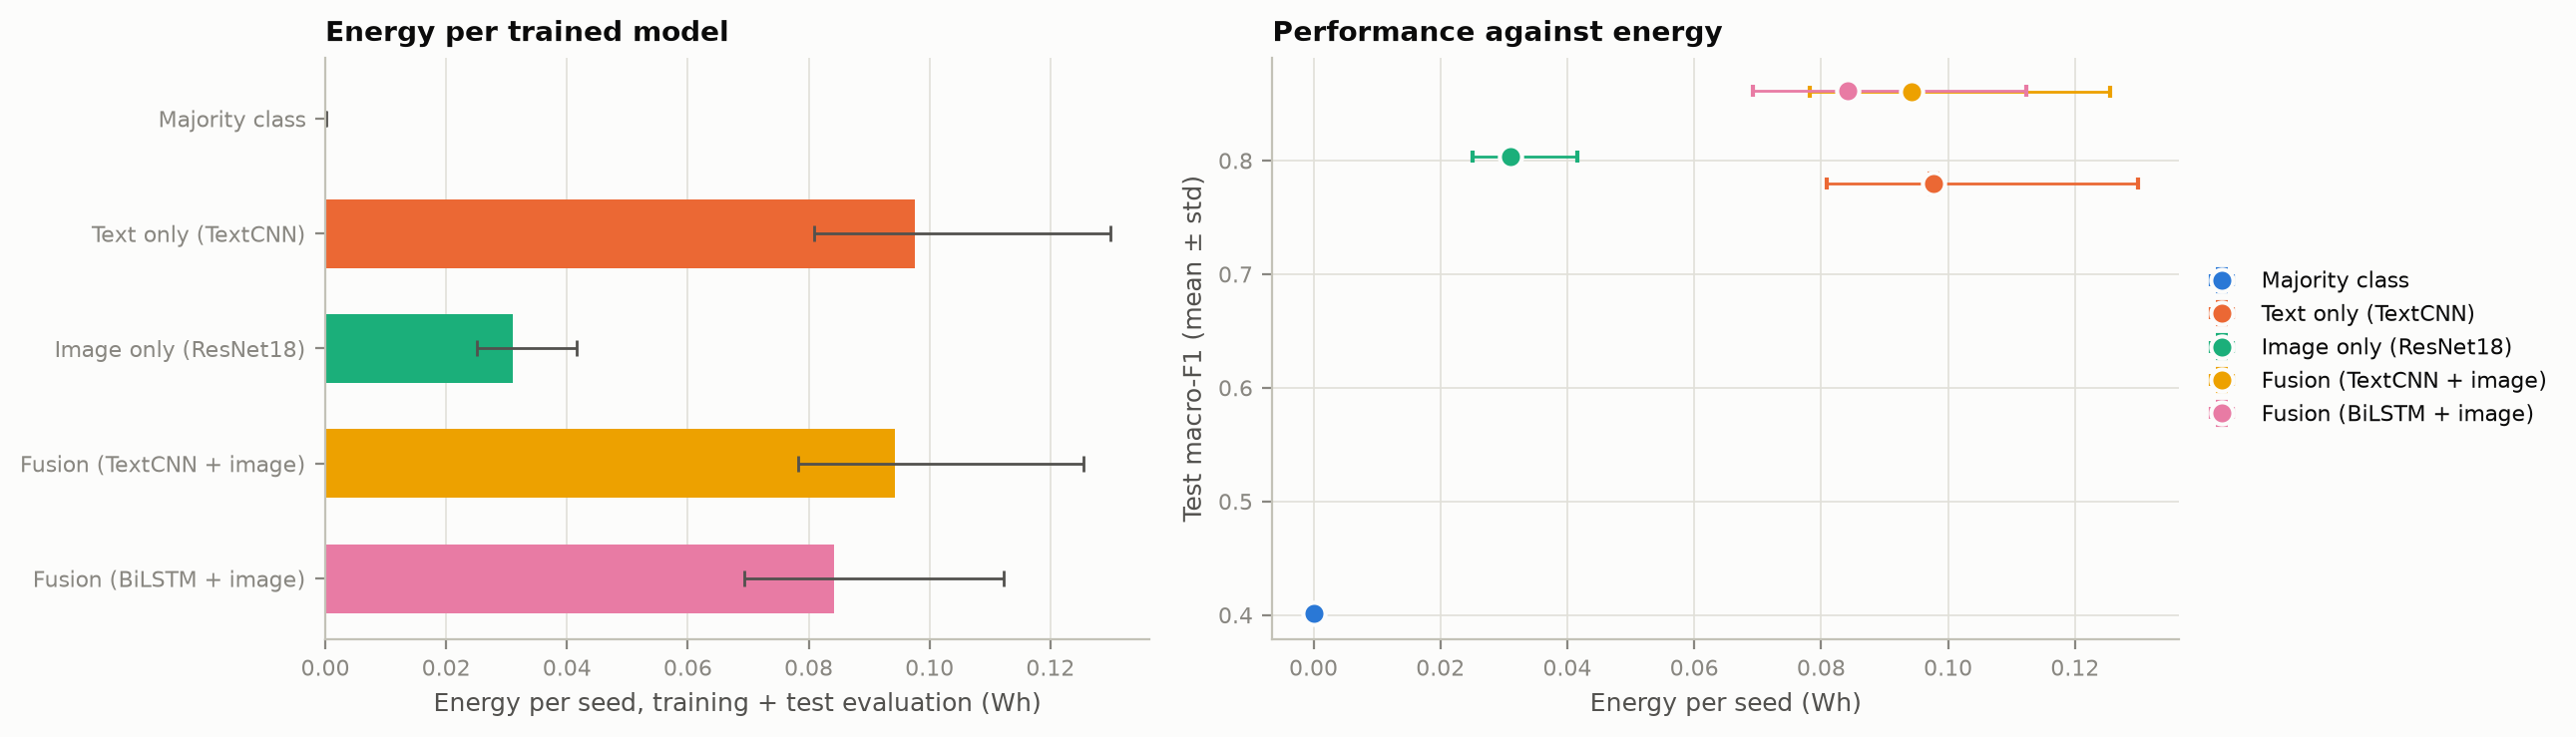 Energy per trained model
Majority class
Text only (TextCNN)
Image only (ResNet18)
Fusion (TextCNN + image)
Fusion (BiLSTM + image)
0.00 0.02 0.04 0.06 0.08 0.10 0.12
Energy per seed, training + test evaluation (Wh)
Performance against energy
Test macro-F1 (mean ± std)
0.8
0.7
0.6
0.5
0.4
0.00 0.02 0.04 0.06 0.08 0.10 0.12
Energy per seed (Wh)
Majority class
Text only (TextCNN)
Image only (ResNet18)
Fusion (TextCNN + image)
Fusion (BiLSTM + image)